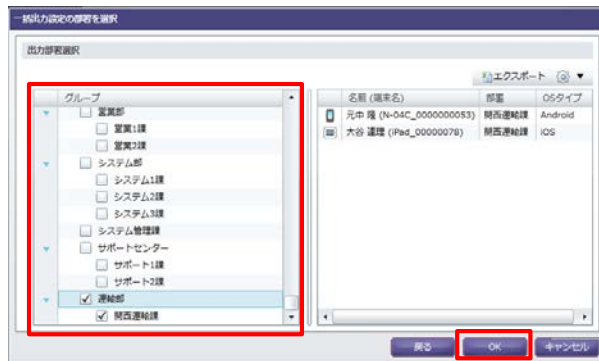 一括出力設定の部署を選択
出力部署選択
エクスポート
グループ
営業部
営業1課
営業2課
システム部
システム1課
システム2課
システム3課
システム管理課
サポートセンター
サポート1課
サポート2課
運輸部
関西運輸課
名前 (端末名) 部署 OSタイプ
元中 隆 (N-04C_0000000053) 関西運輸課 Android
大谷 道理 (iPad_00000078) 関西運輸課 iOS
戻る OK キャンセル